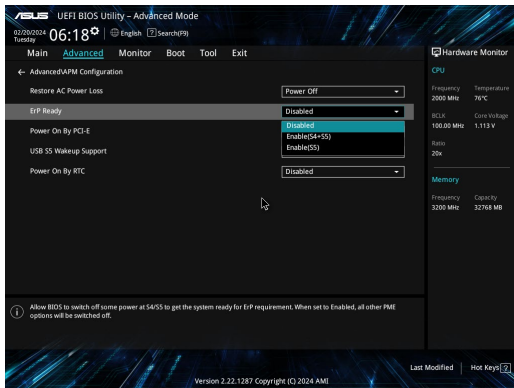 ASUS UEFI BIOS Utility – Advanced Mode
02/20/2024 Tuesday 06:18 English ? Search(F9)
Main Advanced Monitor Boot Tool Exit
Hardware Monitor
← Advanced\APM Configuration
Restore AC Power Loss Power Off
ErP Ready Disabled
Disabled
Enable(S4+S5)
Enable(S5)
Power On By PCI-E
USB S5 Wakeup Support
Power On By RTC Disabled
CPU
Frequency Temperature
2000 MHz 76°C
BCLK Core Voltage
100.00 MHz 1.113 V
Ratio
20x
Memory
Frequency Capacity
3200 MHz 32768 MB
i Allow BIOS to switch off some power at S4/S5 to get the system ready for ErP requirement. When set to Enabled, all other PME
options will be switched off.
Last Modified Hot Keys ?
Version 2.22.1287 Copyright (C) 2024 AMI